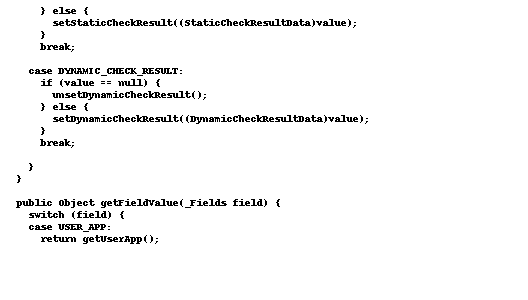 } else {
      setStaticCheckResult((StaticCheckResultData)value);
    }
    break;

  case DYNAMIC_CHECK_RESULT:
    if (value == null) {
      unsetDynamicCheckResult();
    } else {
      setDynamicCheckResult((DynamicCheckResultData)value);
    }
    break;

  }
}

public Object getFieldValue(_Fields field) {
  switch (field) {
  case USER_APP:
    return getUserApp();